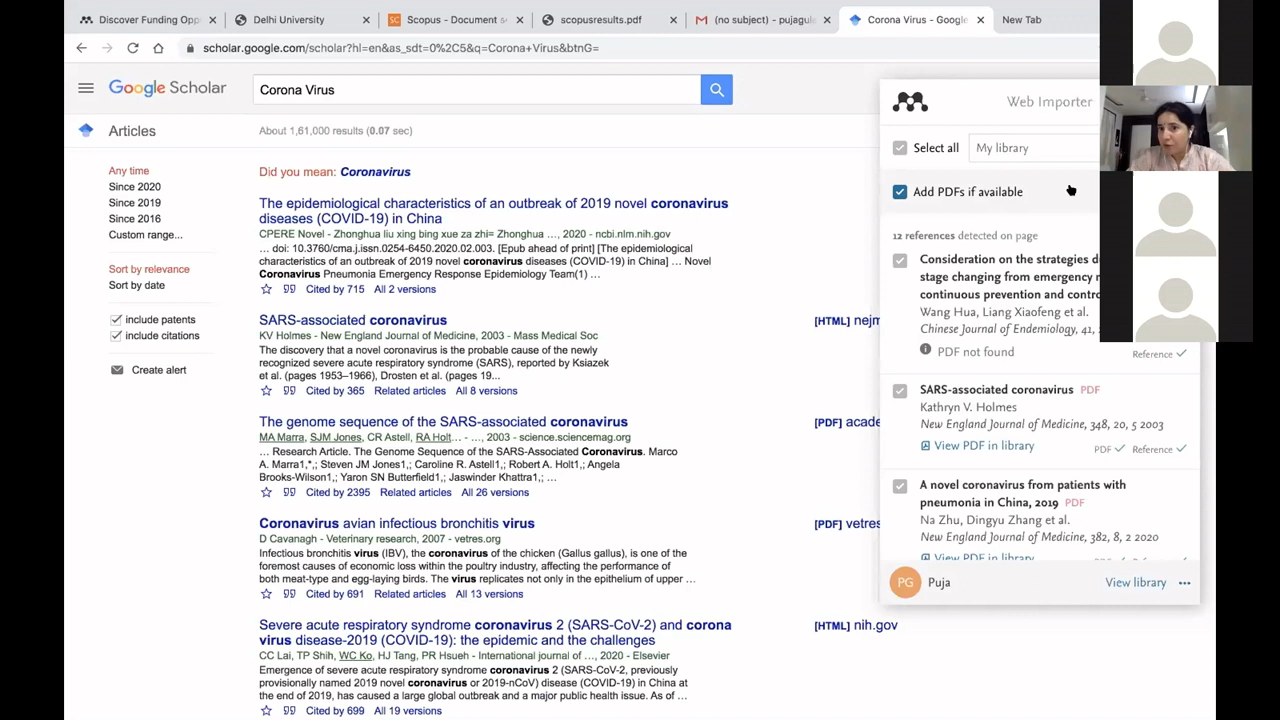 Discover Funding Opp
Delhi University
Scopus - Document s
scopusresults.pdf
(no subject) - pujagul
Corona Virus - Google
New Tab
scholar.google.com/scholar?hl=en&as_sdt=0%2C5&q=Corona+Virus&btnG=
Google Scholar
Corona Virus
Articles
About 1,61,000 results (0.07 sec)
Any time
Since 2020
Since 2019
Since 2016
Custom range...
Sort by relevance
Sort by date
include patents
include citations
Create alert
Did you mean: Coronavirus
The epidemiological characteristics of an outbreak of 2019 novel coronavirus
diseases (COVID-19) in China
CPERE Novel - Zhonghua liu xing bing xue za zhi= Zhonghua ..., 2020 - ncbi.nlm.nih.gov
... doi: 10.3760/cma.j.issn.0254-6450.2020.02.003. [Epub ahead of print] [The epidemiological
characteristics of an outbreak of 2019 novel coronavirus diseases (COVID-19) in China] ... Novel
Coronavirus Pneumonia Emergency Response Epidemiology Team(1) ...
Cited by 715 All 2 versions
SARS-associated coronavirus
KV Holmes - New England Journal of Medicine, 2003 - Mass Medical Soc
The discovery that a novel coronavirus is the probable cause of the newly
recognized severe acute respiratory syndrome (SARS), reported by Ksiazek
et al. (pages 1953–1966), Drosten et al. (pages 19...
Cited by 365 Related articles All 8 versions
[HTML] nejm
The genome sequence of the SARS-associated coronavirus
MA Marra, SJM Jones, CR Astell, RA Holt... - ..., 2003 - science.sciencemag.org
... Research Article. The Genome Sequence of the SARS-Associated Coronavirus. Marco
A. Marra1,*,; Steven JM Jones1,; Caroline R. Astell1,; Robert A. Holt1,; Angela
Brooks-Wilson1,; Yaron SN Butterfield1,; Jaswinder Khattra1,; ...
Cited by 2395 Related articles All 26 versions
[PDF] acade
Coronavirus avian infectious bronchitis virus
D Cavanagh - Veterinary research, 2007 - vetres.org
Infectious bronchitis virus (IBV), the coronavirus of the chicken (Gallus gallus), is one of the
foremost causes of economic loss within the poultry industry, affecting the performance of
both meat-type and egg-laying birds. The virus replicates not only in the epithelium of upper ...
Cited by 691 Related articles All 13 versions
[PDF] vetres
Severe acute respiratory syndrome coronavirus 2 (SARS-CoV-2) and corona
virus disease-2019 (COVID-19): the epidemic and the challenges
CC Lai, TP Shih, WC Ko, HJ Tang, PR Hsueh - International journal of ..., 2020 - Elsevier
Emergence of severe acute respiratory syndrome coronavirus 2 (SARS-CoV-2, previously
provisionally named 2019 novel coronavirus or 2019-nCoV) disease (COVID-19) in China at
the end of 2019, has caused a large global outbreak and a major public health issue. As of ...
Cited by 699 All 19 versions
[HTML] nih.gov
Web Importer
Select all
My library
Add PDFs if available
12 references detected on page
Consideration on the strategies d
stage changing from emergency
continuous prevention and contro
Wang Hua, Liang Xiaofeng et al.
Chinese Journal of Endemiology, 41,
PDF not found
Reference
SARS-associated coronavirus PDF
Kathryn V. Holmes
New England Journal of Medicine, 348, 20, 5 2003
View PDF in library
PDF Reference
A novel coronavirus from patients with
pneumonia in China, 2019 PDF
Na Zhu, Dingyu Zhang et al.
New England Journal of Medicine, 382, 8, 2 2020
View PDF in library
PG
Puja
View library